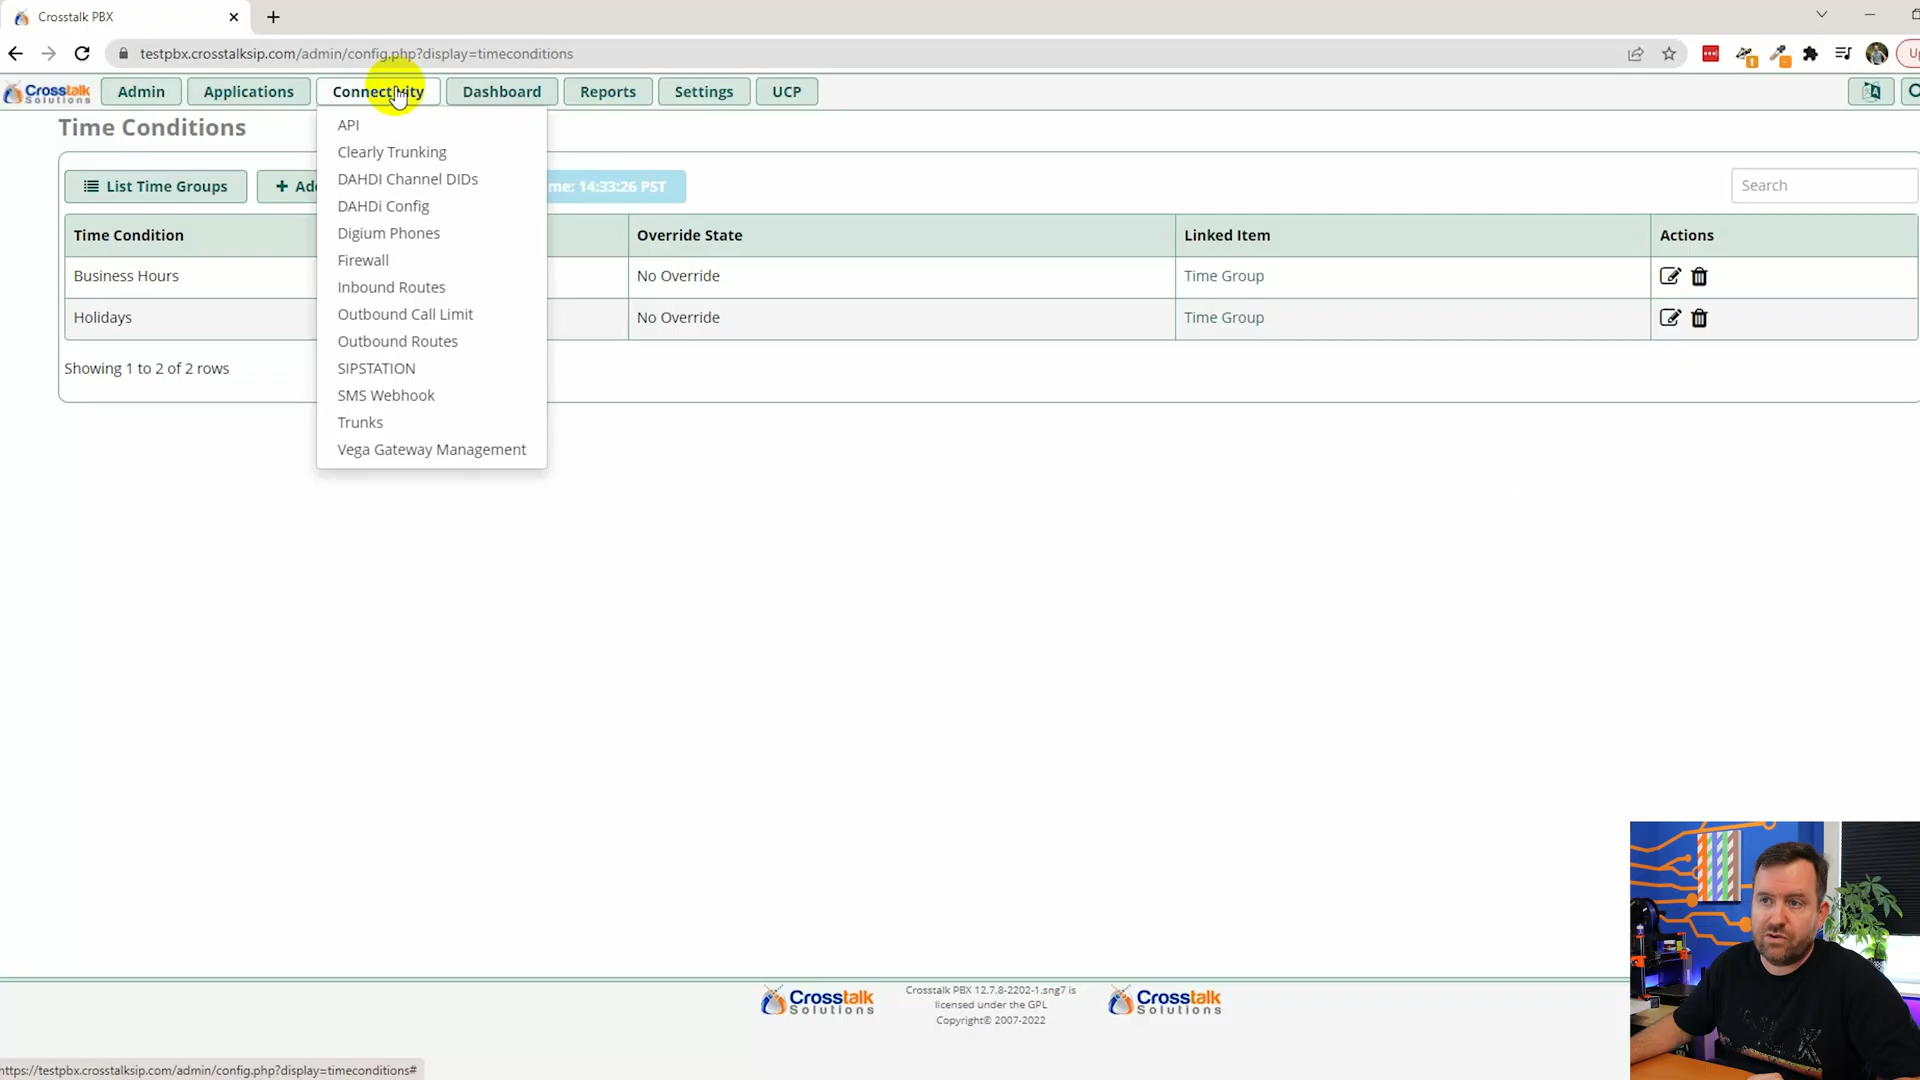 Crosstalk PBX
testpbx.crosstalksip.com/admin/config.php?display=timeconditions
Crosstalk
Solutions
Admin
Applications
Connectivity
Dashboard
Reports
Settings
UCP
Time Conditions
API
Clearly Trunking
DAHDI Channel DIDs
DAHDi Config
Digium Phones
Firewall
Inbound Routes
Outbound Call Limit
Outbound Routes
SIPSTATION
SMS Webhook
Trunks
Vega Gateway Management
List Time Groups
+ Add
me: 14:33:26 PST
Search
Time Condition
Override State
Linked Item
Actions
Business Hours
No Override
Time Group
Holidays
No Override
Time Group
Showing 1 to 2 of 2 rows
Crosstalk
Solutions
Crosstalk PBX 12.7.8-2202-1.sng7 is
licensed under the GPL
Copyright© 2007-2022
Crosstalk
Solutions
https://testpbx.crosstalksip.com/admin/config.php?display=timeconditions#